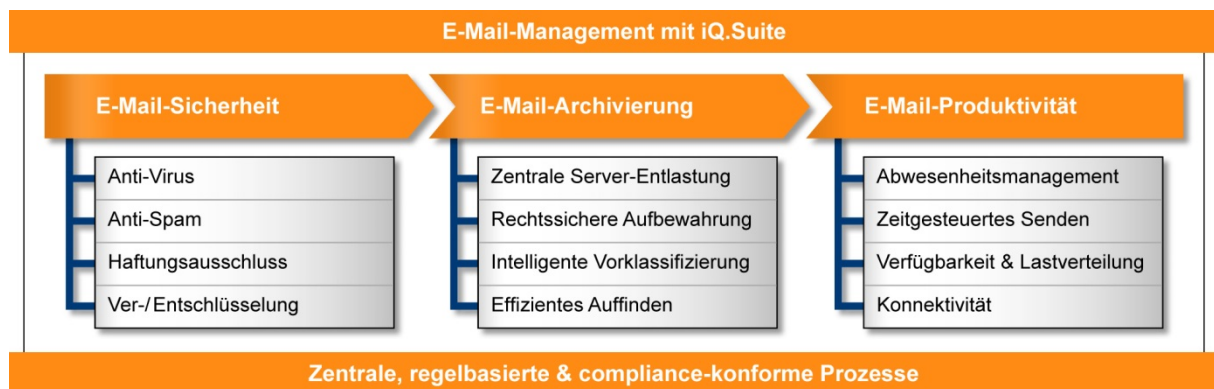 E-Mail-Management mit iQ.Suite
E-Mail-Sicherheit
Anti-Virus
Anti-Spam
Haftungsausschluss
Ver-/Entschlüsselung
E-Mail-Archivierung
Zentrale Server-Entlastung
Rechtssichere Aufbewahrung
Intelligente Vorklassifizierung
Effizientes Auffinden
E-Mail-Produktivität
Abwesenheitsmanagement
Zeitgesteuertes Senden
Verfügbarkeit & Lastverteilung
Konnektivität
Zentrale, regelbasierte & compliance-konforme Prozesse